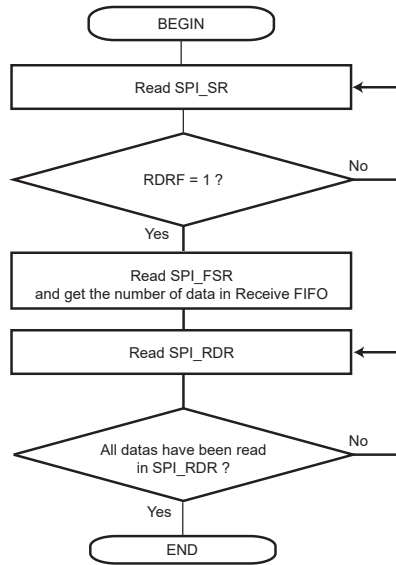 BEGIN
Read SPI_SR
RDRF = 1 ?
No
Yes
Read SPI_FSR
and get the number of data in Receive FIFO
Read SPI_RDR
All datas have been read
in SPI_RDR ?
No
Yes
END